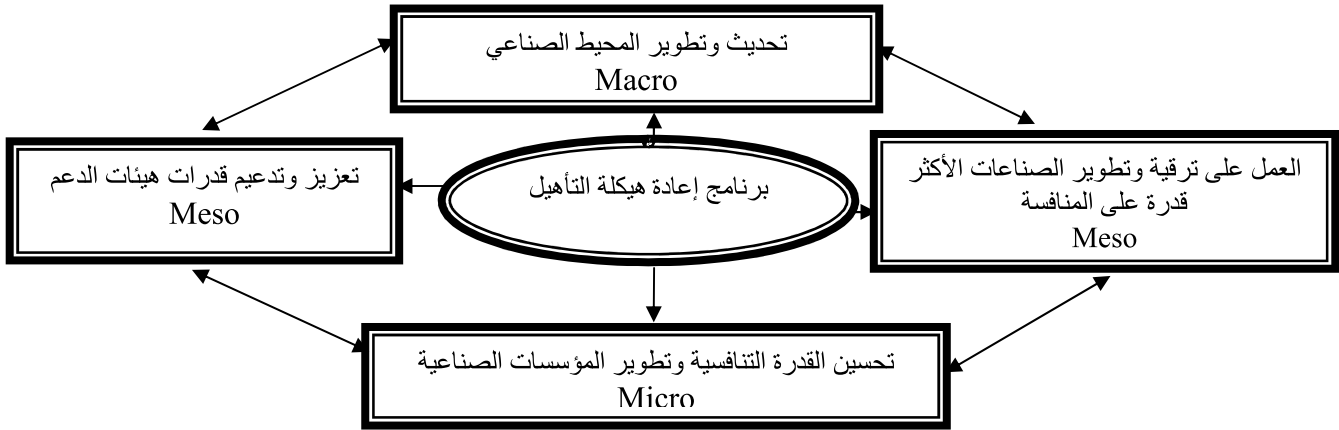 تحديث وتطوير المحيط الصناعي
Macro
العمل على ترقية وتطوير الصناعات الأكثر
قدرة على المنافسة
Meso
برنامج إعادة هيكلة التأهيل
تعزيز وتدعيم قدرات هيئات الدعم
Meso
تحسين القدرة التنافسية وتطوير المؤسسات الصناعية
Micro